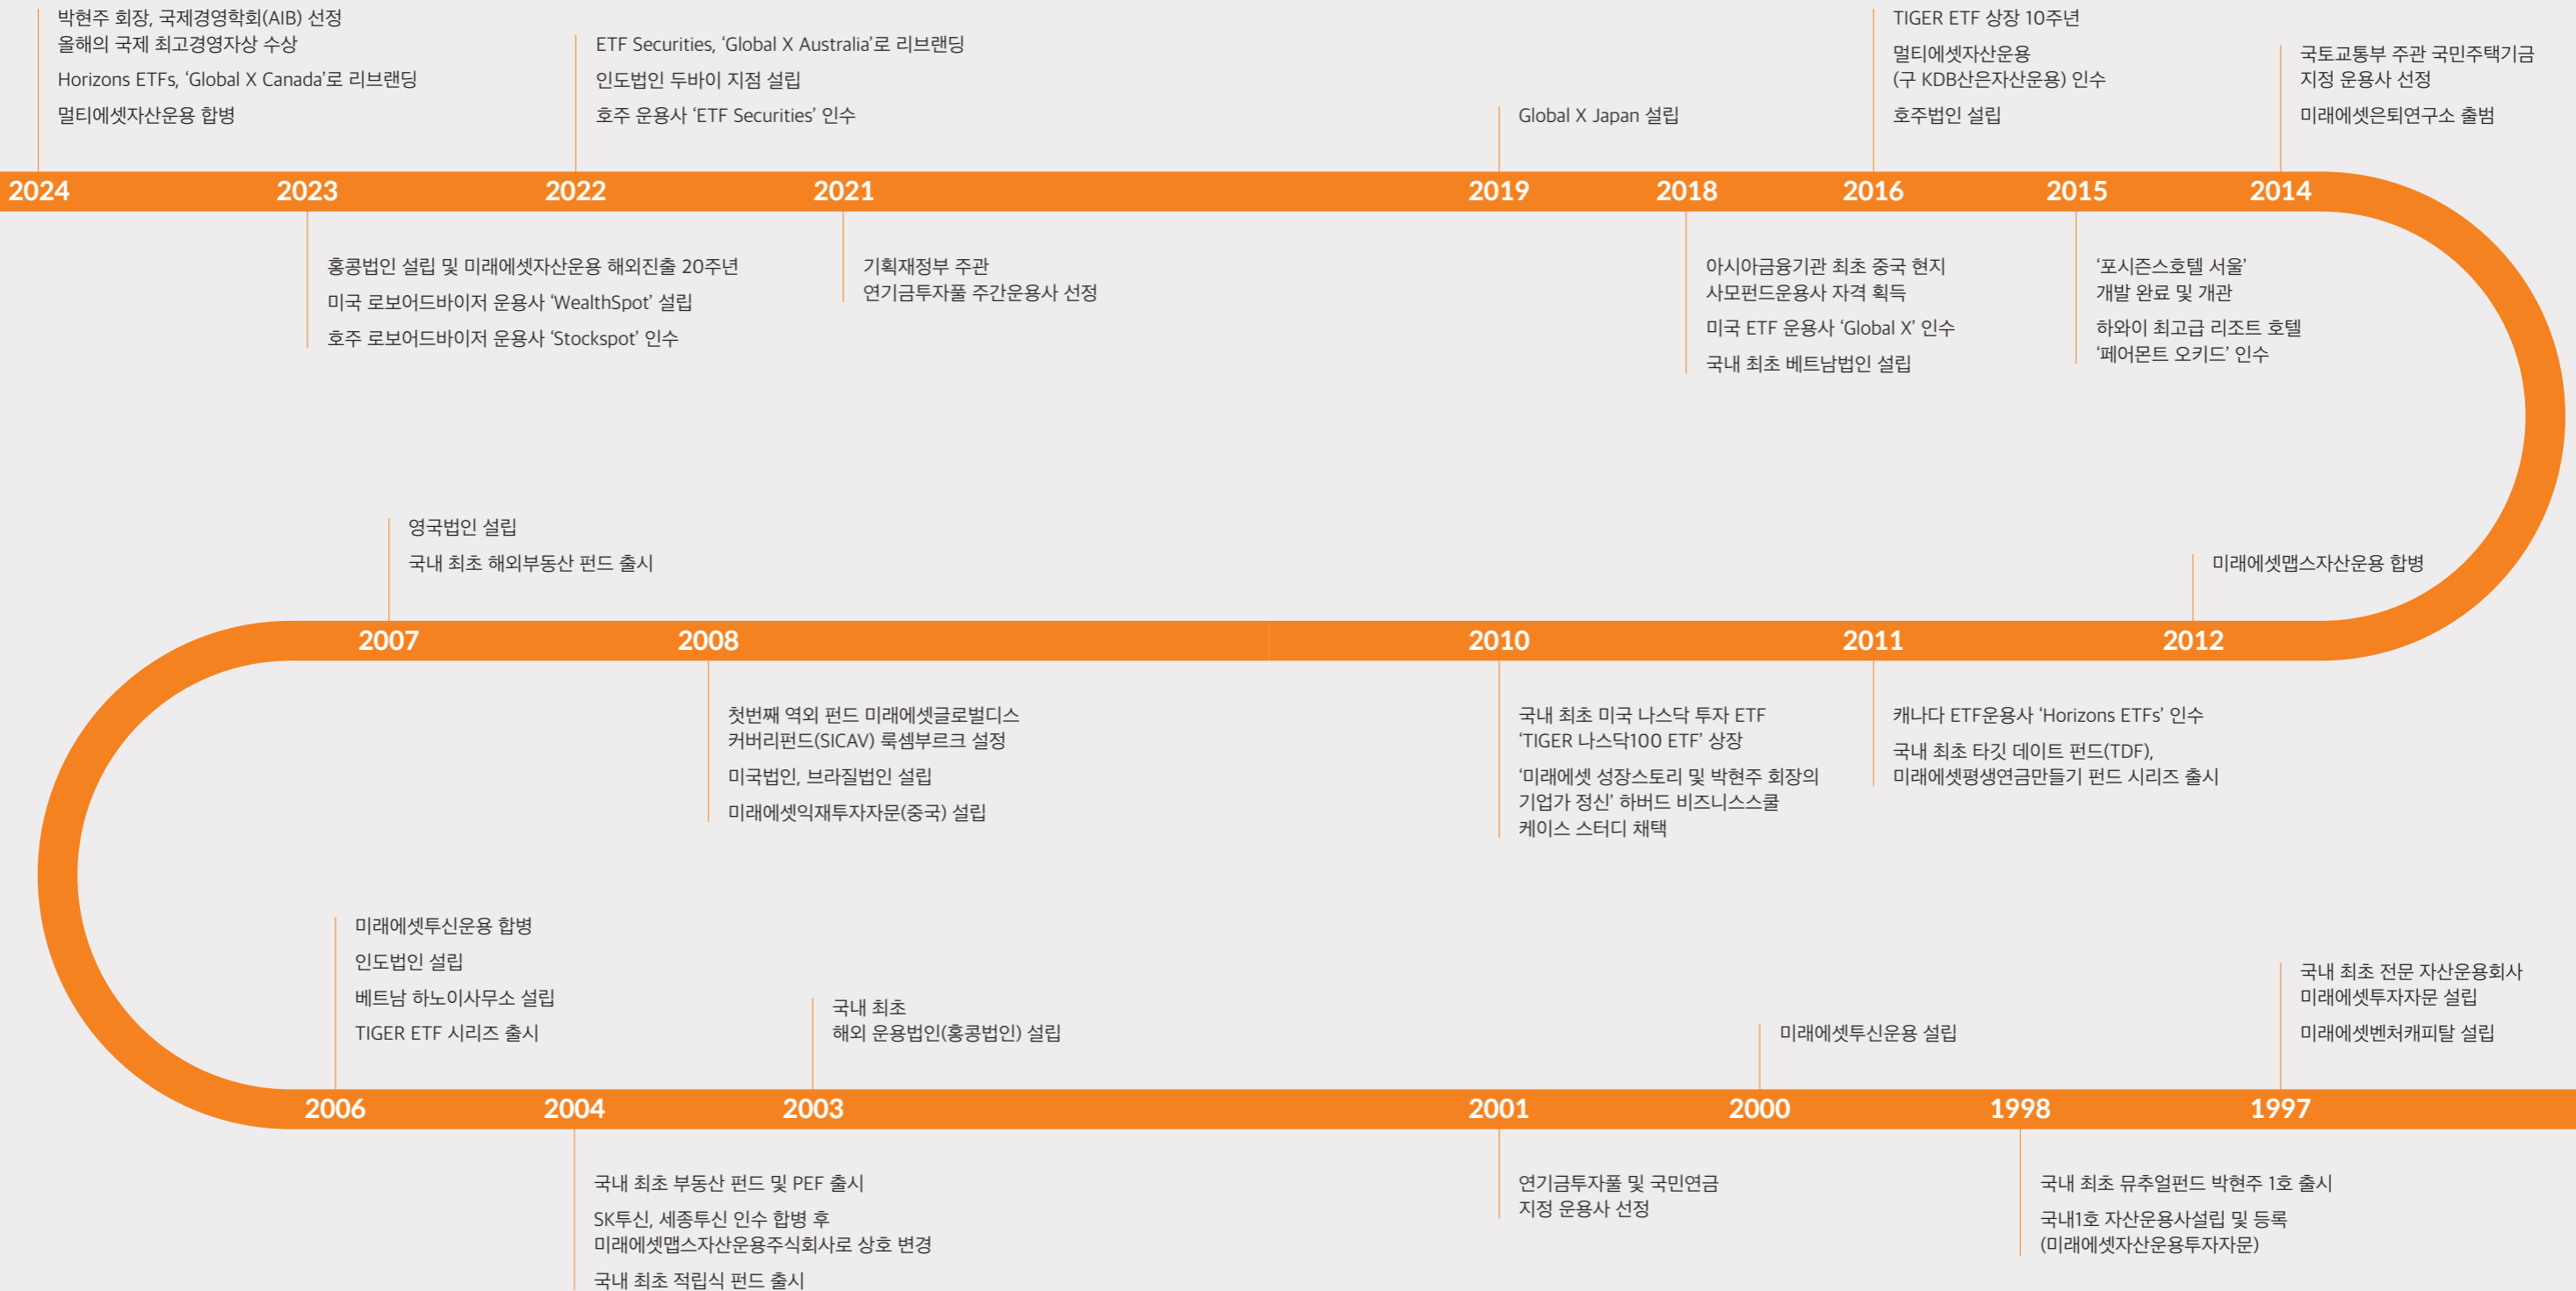 2024
박현주 회장, 국제경영학회(AIB) 선정
올해의 국제 최고경영자상 수상
Horizons ETFs, ‘Global X Canada’로 리브랜딩
멀티에셋자산운용 합병
2023
홍콩법인 설립 및 미래에셋자산운용 해외진출 20주년
미국 로보어드바이저 운용사 ‘WealthSpot’ 설립
호주 로보어드바이저 운용사 ‘Stockspot’ 인수
2022
ETF Securities, ‘Global X Australia’로 리브랜딩
인도법인 두바이 지점 설립
호주 운용사 ‘ETF Securities’ 인수
2021
기획재정부 주관
연기금투자풀 주간운용사 선정
2019
Global X Japan 설립
2018
아시아금융기관 최초 중국 현지
사모펀드운용사 자격 획득
미국 ETF 운용사 ‘Global X’ 인수
국내 최초 베트남법인 설립
2016
TIGER ETF 상장 10주년
멀티에셋자산운용
(구 KDB산은자산운용) 인수
호주법인 설립
2015
‘포시즌스호텔 서울’
개발 완료 및 개관
하와이 최고급 리조트 호텔
‘페어몬트 오키드’ 인수
2014
국토교통부 주관 국민주택기금
지정 운용사 선정
미래에셋은퇴연구소 출범
2012
미래에셋맵스자산운용 합병
2011
캐나다 ETF운용사 ‘Horizons ETFs’ 인수
국내 최초 타깃 데이트 펀드(TDF),
미래에셋평생연금만들기 펀드 시리즈 출시
2010
국내 최초 미국 나스닥 투자 ETF
‘TIGER 나스닥100 ETF’ 상장
‘미래에셋 성장스토리 및 박현주 회장의
기업가 정신’ 하버드 비즈니스스쿨
케이스 스터디 채택
2008
첫번째 역외 펀드 미래에셋글로벌디스
커버리펀드(SICAV) 룩셈부르크 설정
미국법인, 브라질법인 설립
미래에셋익재투자자문(중국) 설립
2007
영국법인 설립
국내 최초 해외부동산 펀드 출시
2006
미래에셋투신운용 합병
인도법인 설립
베트남 하노이사무소 설립
TIGER ETF 시리즈 출시
2004
국내 최초 부동산 펀드 및 PEF 출시
SK투신, 세종투신 인수 합병 후
미래에셋맵스자산운용주식회사로 상호 변경
국내 최초 적립식 펀드 출시
2003
국내 최초
해외 운용법인(홍콩법인) 설립
2001
연기금투자풀 및 국민연금
지정 운용사 선정
2000
미래에셋투신운용 설립
1998
국내 최초 뮤추얼펀드 박현주 1호 출시
국내1호 자산운용사설립 및 등록
(미래에셋자산운용투자자문)
1997
국내 최초 전문 자산운용회사
미래에셋투자자문 설립
미래에셋벤처캐피탈 설립